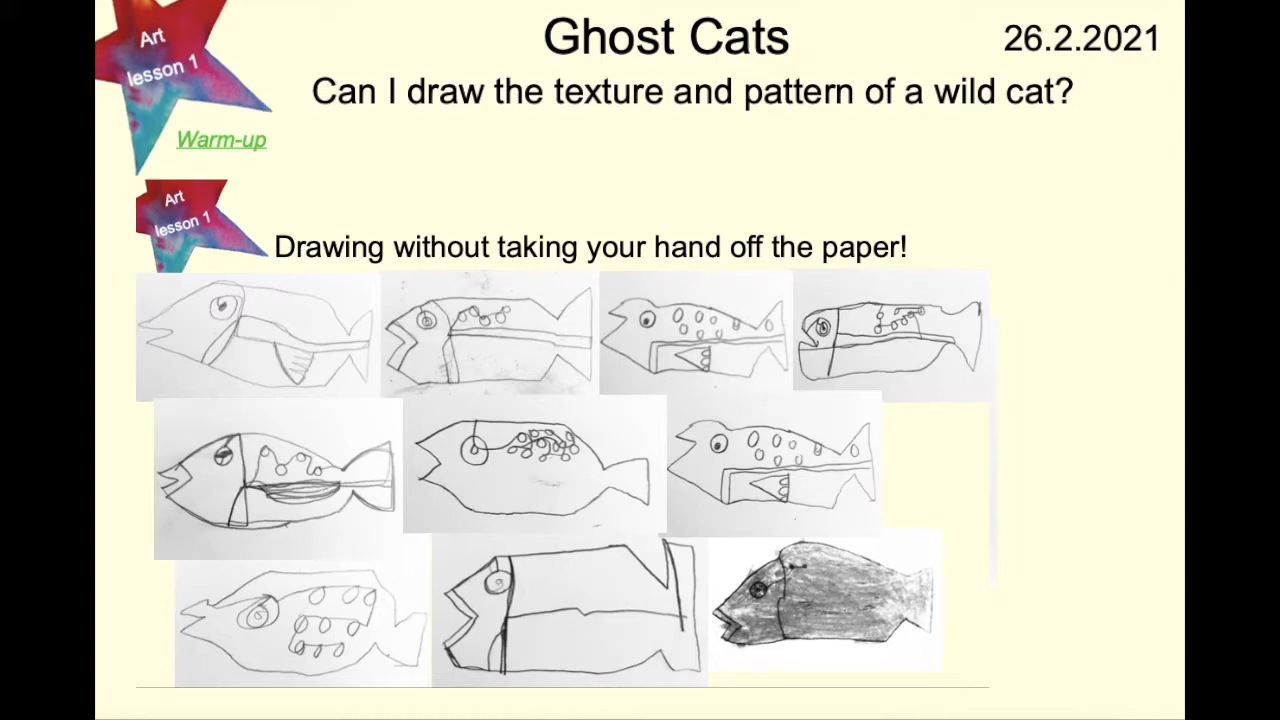 Art
lesson 1
Ghost Cats
26.2.2021
Can I draw the texture and pattern of a wild cat?
Warm-up
Art
lesson 1
Drawing without taking your hand off the paper!